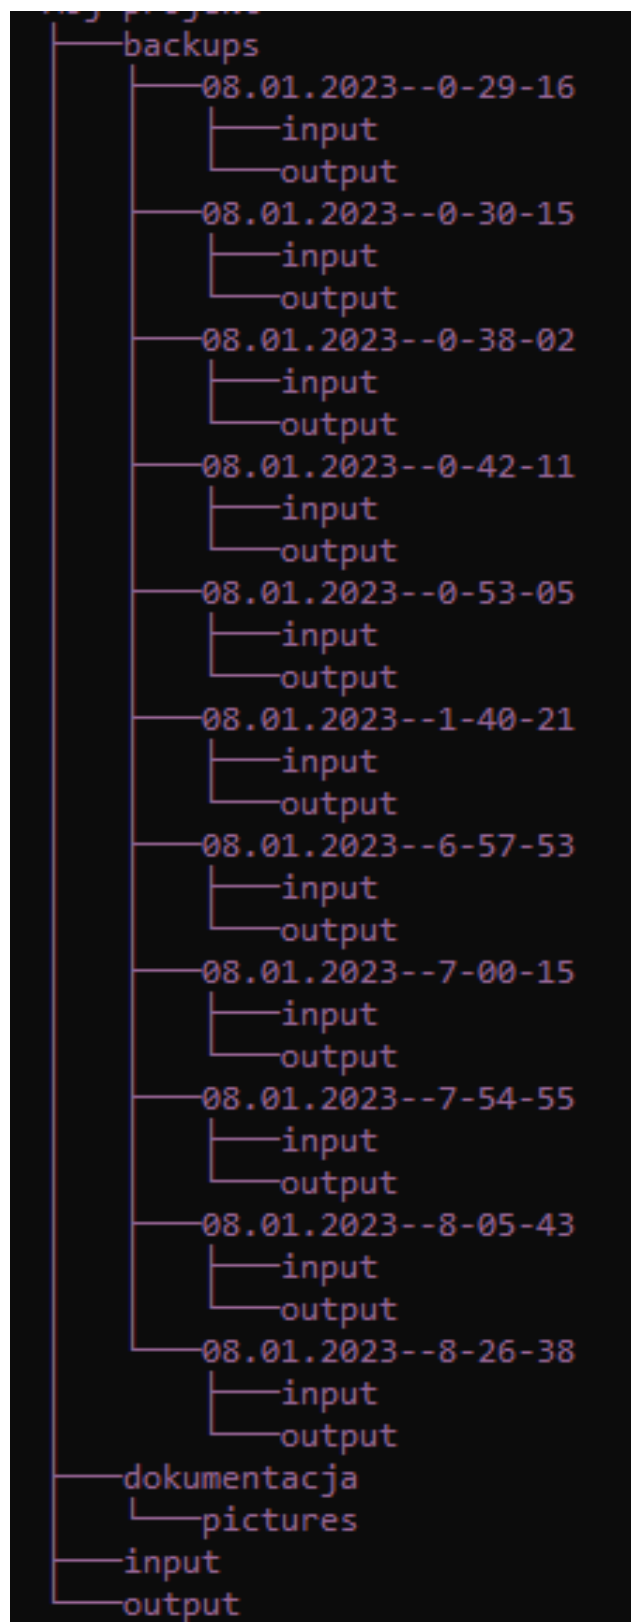 ├───backups
│   ├───08.01.2023--0-29-16
│   │   ├───input
│   │   └───output
│   ├───08.01.2023--0-30-15
│   │   ├───input
│   │   └───output
│   ├───08.01.2023--0-38-02
│   │   ├───input
│   │   └───output
│   ├───08.01.2023--0-42-11
│   │   ├───input
│   │   └───output
│   ├───08.01.2023--0-53-05
│   │   ├───input
│   │   └───output
│   ├───08.01.2023--1-40-21
│   │   ├───input
│   │   └───output
│   ├───08.01.2023--6-57-53
│   │   ├───input
│   │   └───output
│   ├───08.01.2023--7-00-15
│   │   ├───input
│   │   └───output
│   ├───08.01.2023--7-54-55
│   │   ├───input
│   │   └───output
│   ├───08.01.2023--8-05-43
│   │   ├───input
│   │   └───output
│   └───08.01.2023--8-26-38
│       ├───input
│       └───output
├───dokumentacja
│   └───pictures
├───input
└───output